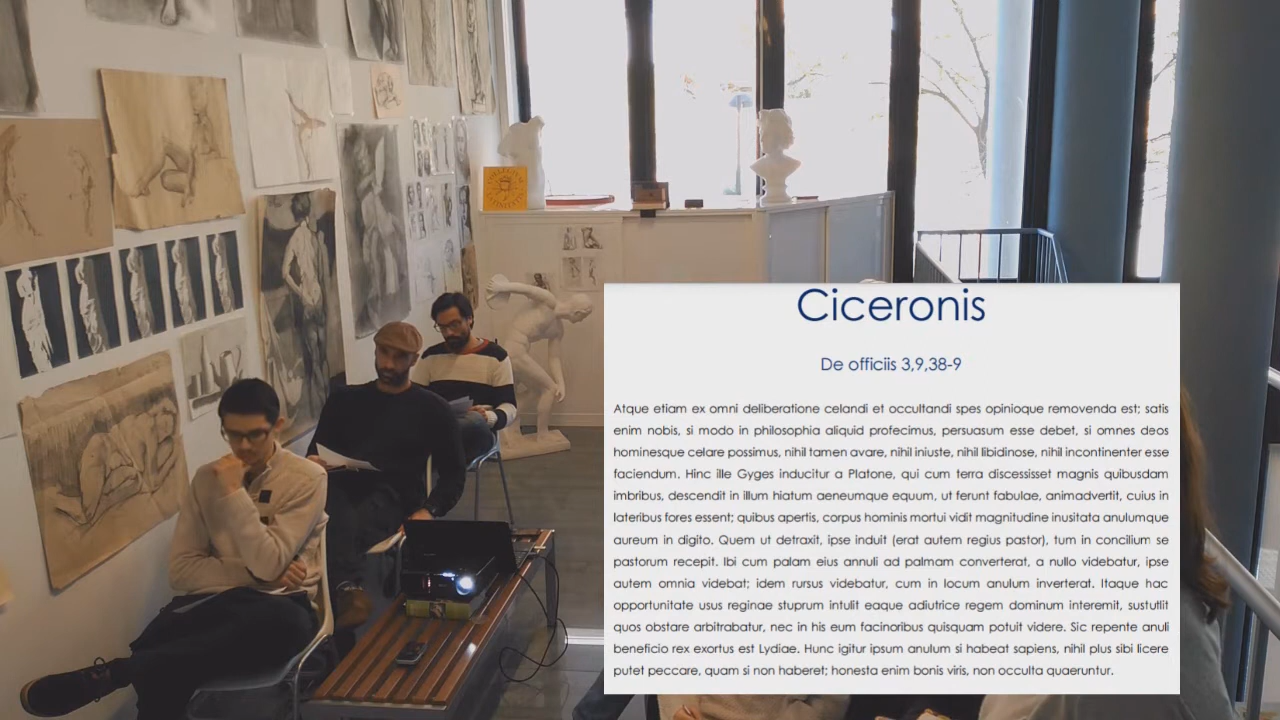 Ciceronis
De officiis 3,9,38-9
Atque etiam ex omni deliberatione celandi et occultandi spes opinioque removenda est; satis
enim nobis, si modo in philosophia aliquid profecimus, persuasum esse debet, si omnes deos
hominesque celare possimus, nihil tamen avare, nihil iniuste, nihil libidinose, nihil incontinenter esse
faciendum. Hinc ille Gyges inducitur a Platone, qui cum terra discessisset magnis quibusdam
imbribus, descendit in illum hiatum aeneumque equum, ut ferunt fabulae, animadvertit, cuius in
lateribus fores essent; quibus apertis, corpus hominis mortui vidit magnitudine inusitata anulumque
aureum in digito. Quem ut detraxit, ipse induit (erat autem regius pastor), tum in concilium se
pastorum recepit. Ibi cum palam eius annuli ad palmam converterat, a nullo videbatur, ipse
autem omnia videbat; idem rursus videbatur, cum in locum anulum inverterat. Itaque hac
opportunitate usus reginae stuprum intulit eaque adiutrice regem dominum interemit, sustutlit
quos obstare arbitrabatur, nec in his eum facinoribus quisquam potuit videre. Sic repente anuli
beneficio rex exortus est Lydiae. Hunc igitur ipsum anulum si habeat sapiens, nihil plus sibi licere
putet peccare, quam si non haberet; honesta enim bonis viris, non occulta quaeruntur.